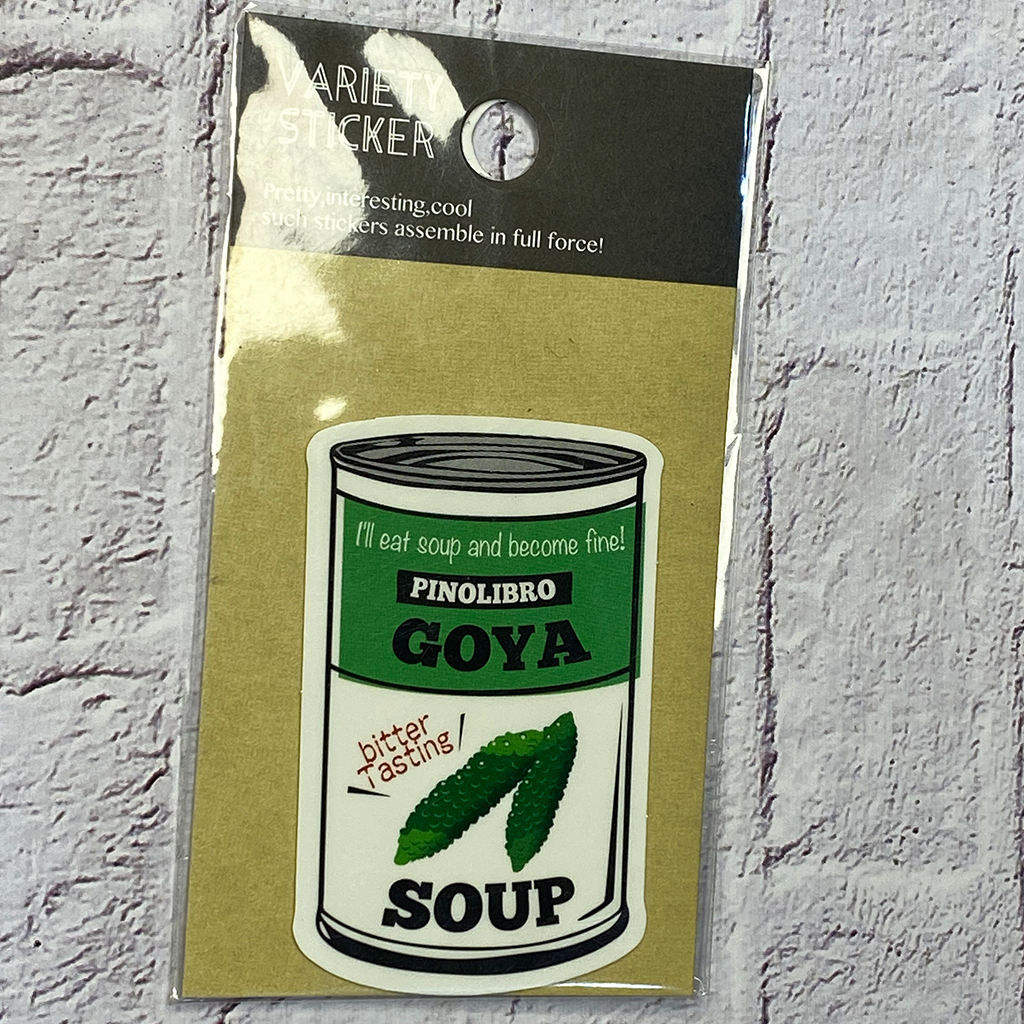 VARIETY
STICKER
Pretty,interesting,cool
such stickers assemble in full force!
I'll eat soup and become fine!
PINOLIBRO
GOYA
bitter
Tasting
SOUP